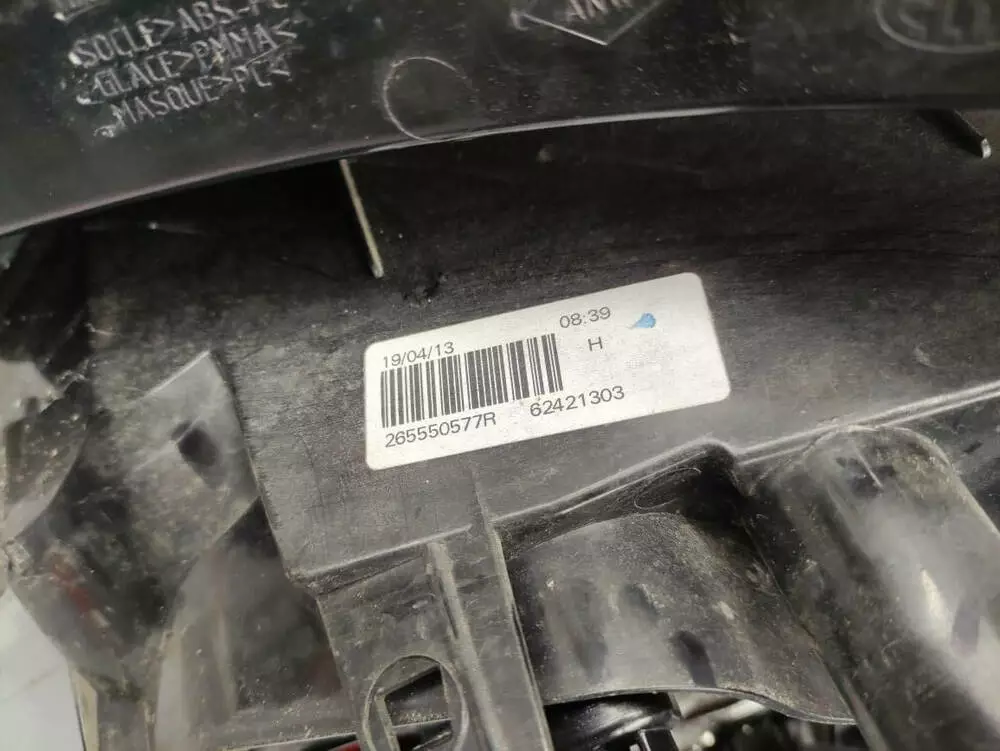 SOCLE>ABS-PC
GLACE>PMMA<
MASQUE>PC<
19/04/13
08:39
H
265550577R
62421303